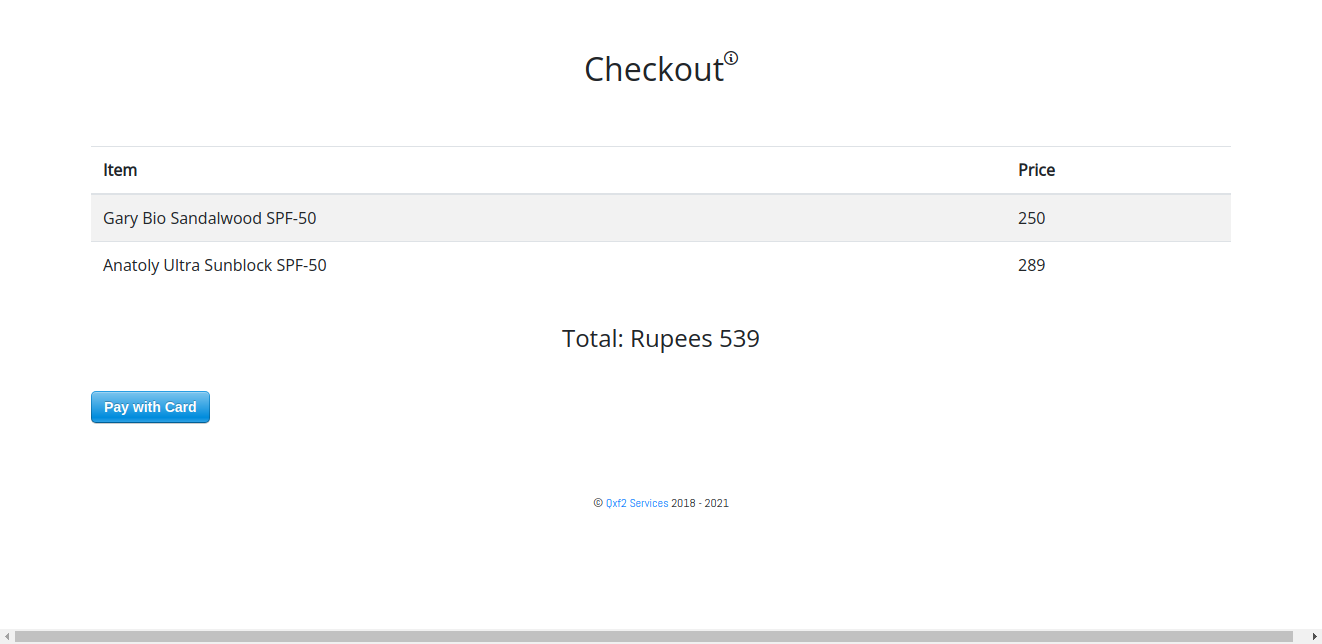 Checkout
Item Price
Gary Bio Sandalwood SPF-50 250
Anatoly Ultra Sunblock SPF-50 289
Total: Rupees 539
Pay with Card
© Qxf2 Services 2018 - 2021